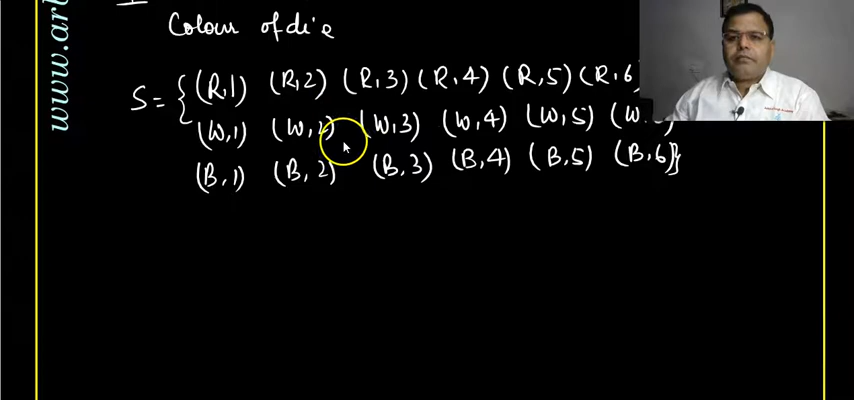 Colour of die
S = { (R,1) (R,2) (R,3) (R,4) (R,5) (R,6)
(W,1) (W,2) (W,3) (W,4) (W,5) (W,
(B,1) (B,2) (B,3) (B,4) (B,5) (B,6)}
www.ar